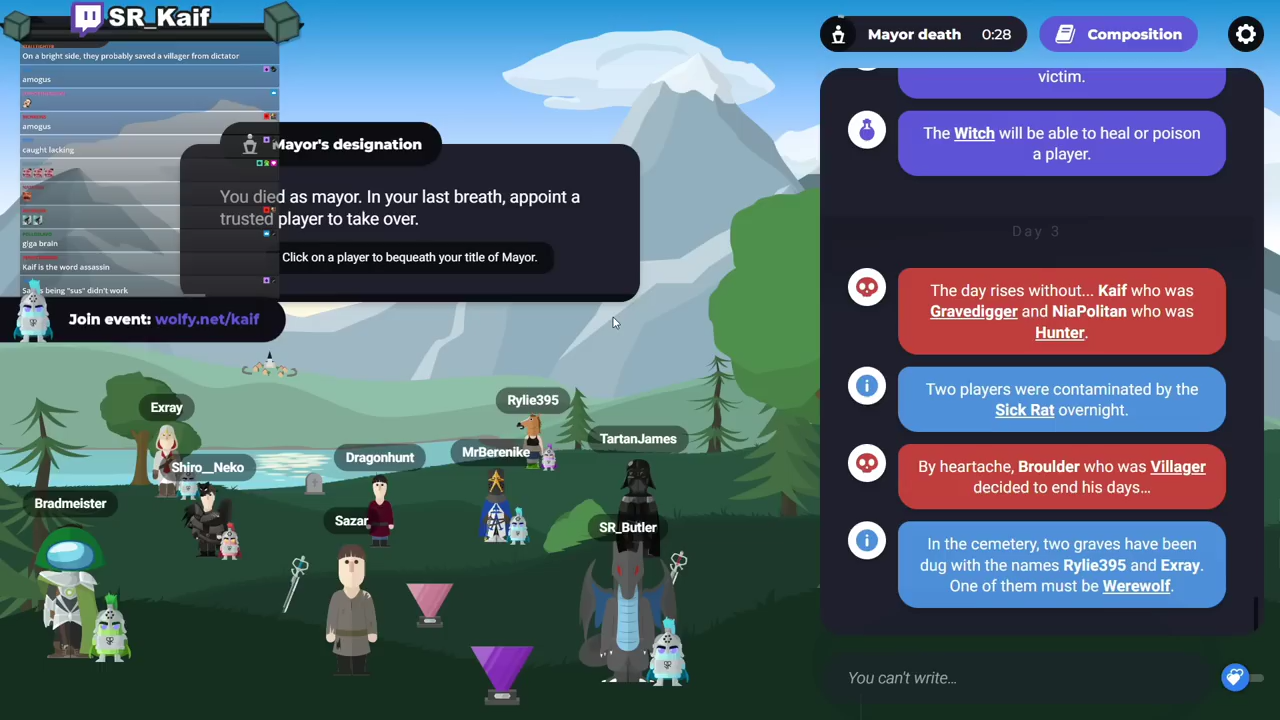 SR_Kaif
On a bright side, they probably saved a villager from dictator
amogus
amogus
caught lacking
giga brain
Kaif is the word assassin
being "sus" didn't work
Join event: wolfy.net/kaif
Mayor's designation
You died as mayor. In your last breath, appoint a
trusted player to take over.
Click on a player to bequeath your title of Mayor.
Exray
Rylie395
TartanJames
MrBerenike
Dragonhunt
Shiro__Neko
Bradmeister
Sazar
SR_Butler
Mayor death 0:28
Composition
victim.
The Witch will be able to heal or poison
a player.
Day 3
The day rises without... Kaif who was
Gravedigger and NiaPolitan who was
Hunter.
Two players were contaminated by the
Sick Rat overnight.
By heartache, Broulder who was Villager
decided to end his days...
In the cemetery, two graves have been
dug with the names Rylie395 and Exray.
One of them must be Werewolf.
You can't write...